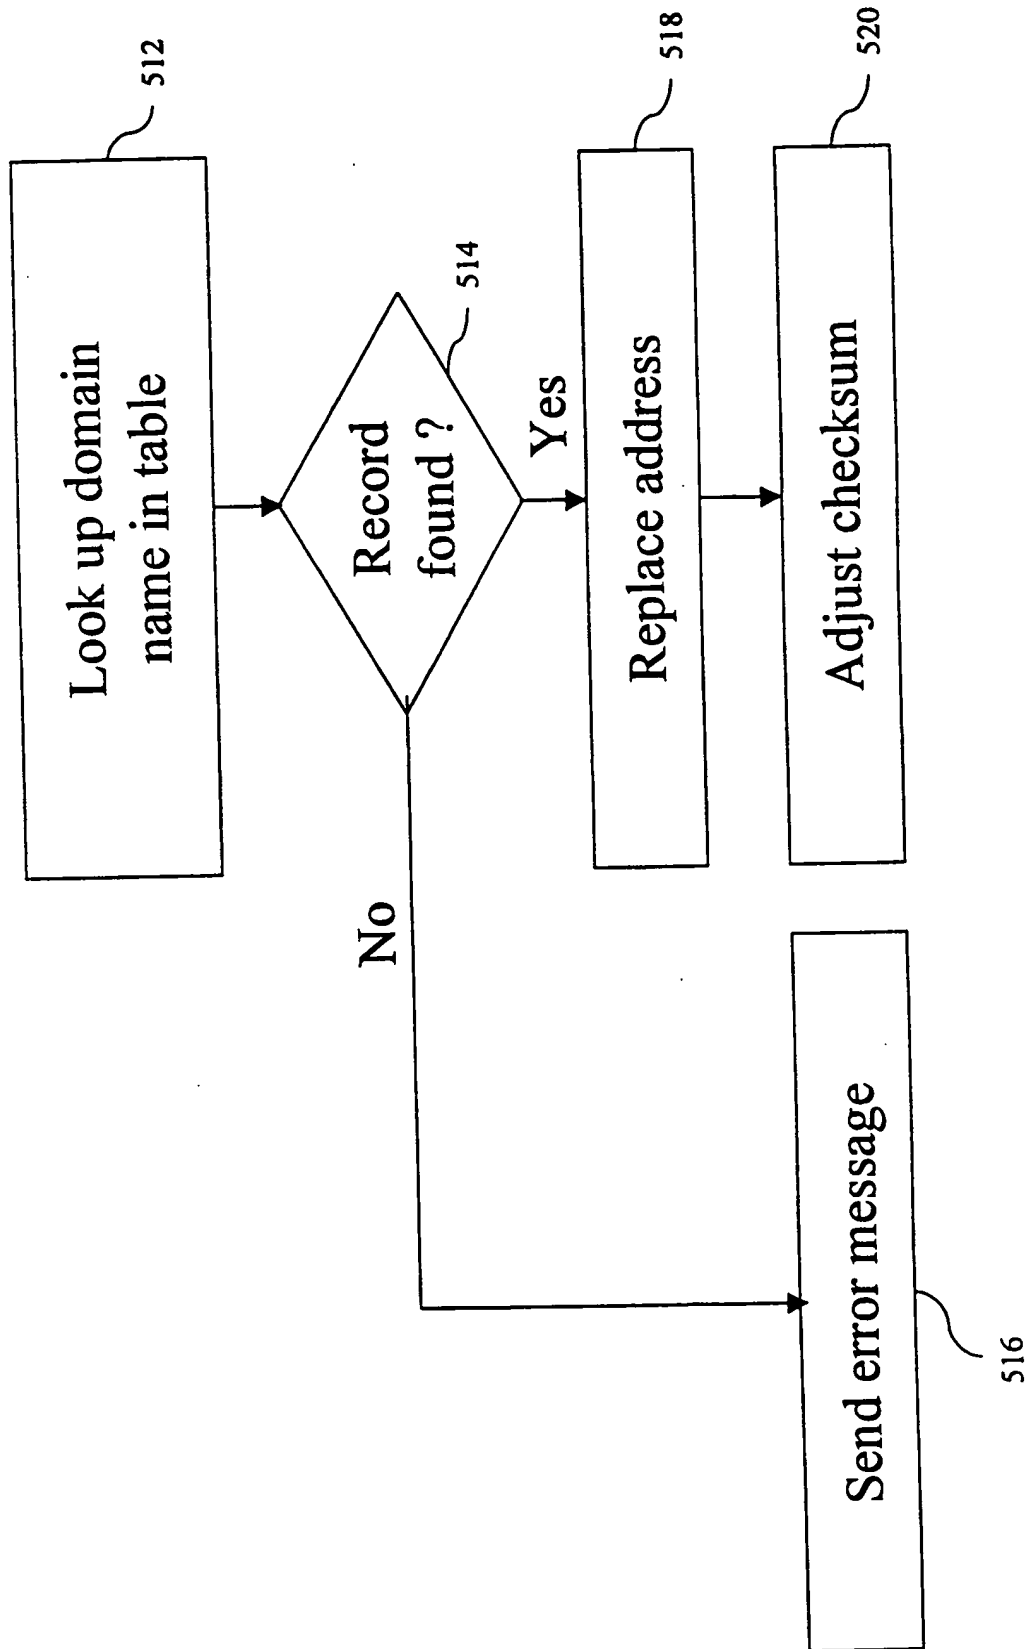 Look up domain
name in table
512
Record
found ?
514
No
Yes
Replace address
518
Adjust checksum
520
Send error message
516